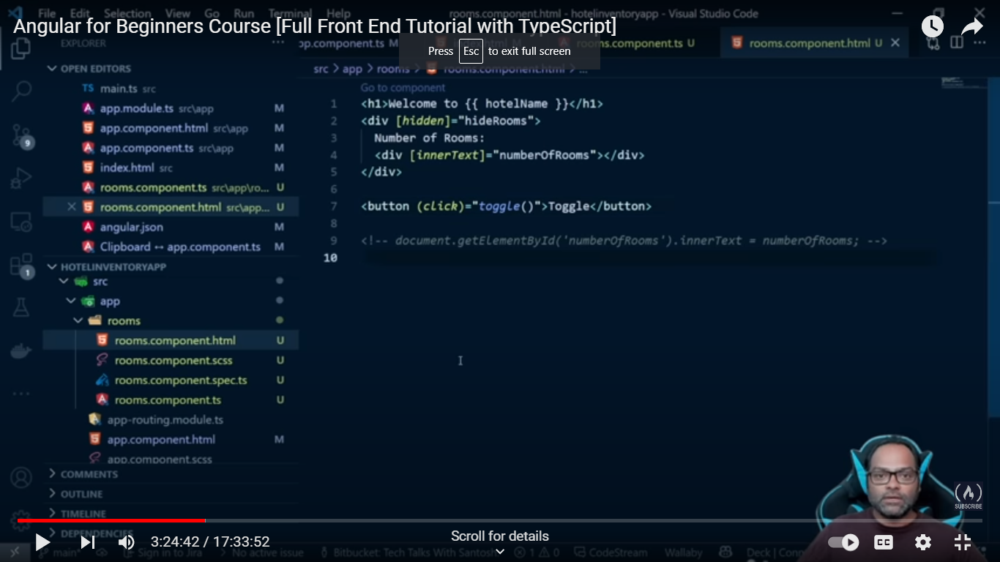 File Edit Selection View Go Run Terminal Help rooms.component.html - hotelinventoryapp - Visual Studio Code
Angular for Beginners Course [Full Front End Tutorial with TypeScript]
Press Esc to exit full screen
EXPLORER ...
pp.component.ts M
ms.component.ts U
rooms.component.html U
OPEN EDITORS
src > app > rooms > rooms.component.html > ...
TS main.ts src
app.module.ts src\app M
app.component.html src\app M
app.component.ts src\app M
index.html src M
rooms.component.ts src\app\ro... U
rooms.component.html src\app... U
angular.json M
Clipboard ↔ app.component.ts M
HOTELINVENTORYAPP
src
app
rooms
rooms.component.html U
rooms.component.scss U
rooms.component.spec.ts U
rooms.component.ts U
app-routing.module.ts
app.component.html M
app.component.scss
COMMENTS
OUTLINE
TIMELINE
DEPENDENCIES
9
1
Go to component
1 <h1>Welcome to {{ hotelName }}</h1>
2 <div [hidden]="hideRooms">
3 Number of Rooms:
4 <div [innerText]="numberOfRooms"></div>
5 </div>
6
7 <button (click)="toggle()">Toggle</button>
8
9 <!-- document.getElementById('numberOfRooms').innerText = numberOfRooms; -->
10
SUBSCRIBE
3:24:42 / 17:33:52
Scroll for details
CC
main* Sign in to Jira No active issue Bitbucket: Tech Talks With Santosh 1 0 CodeStream Wallaby Deck | Conn